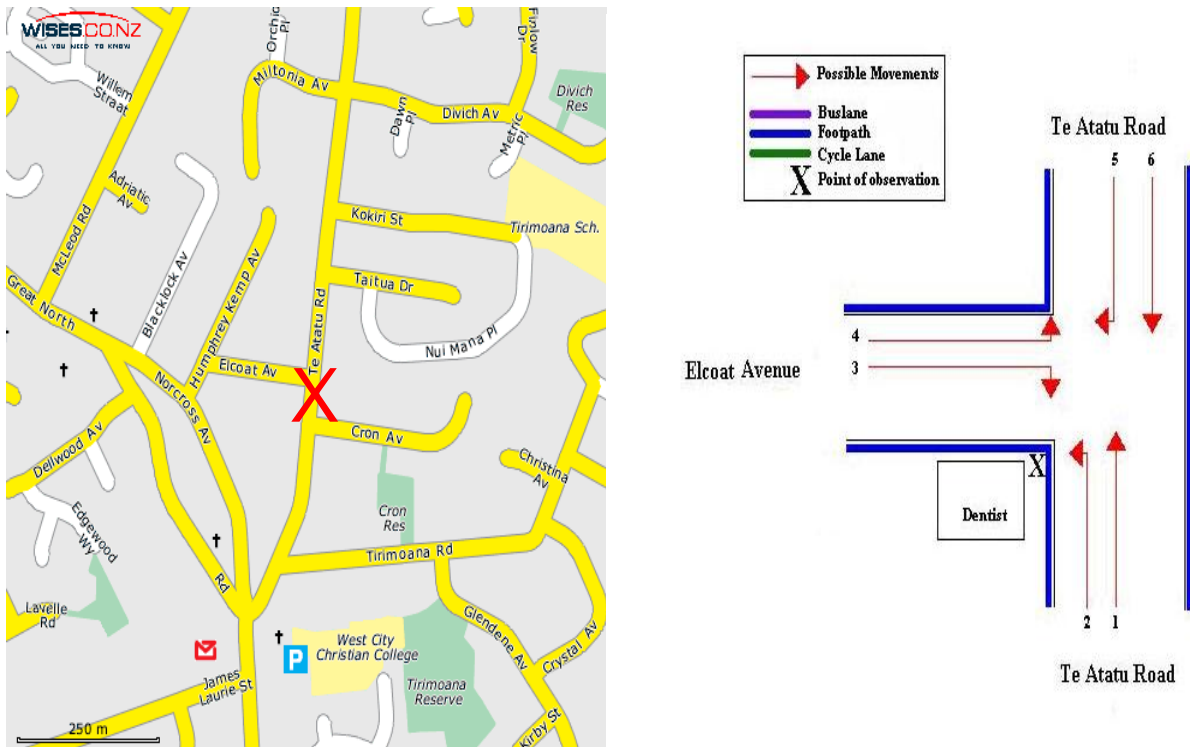 WISES.CO.NZ
ALL YOU NEED TO KNOW
Orchid
Pl
Finlow
Dr
Willem
Straat
Miltonia Av
Dawn
Pl
Divich Av
Metric
Pl
Divich
Res
Adriatic
Av
McLeod Rd
Kokiri St
Tirimoana Sch.
Blacklock Av
Humphrey Kemp Av
Te Atatu Rd
Taitua Dr
Great North
Nui Mana Pl
Elcoat Av
X
Norcross Av
Cron Av
Dellwood Av
Christina
Av
Edgewood
Wy
Cron
Res
Tirimoana Rd
Rd
Lavelle
Rd
Glendene Av
Crystal Av
West City
Christian College
P
James
Laurie St
Tirimoana
Reserve
Kirby St
250 m
Possible Movements
Buslane
Footpath
Cycle Lane
X Point of observation
Te Atatu Road
5 6
4
Elcoat Avenue
3
X
Dentist
2 1
Te Atatu Road